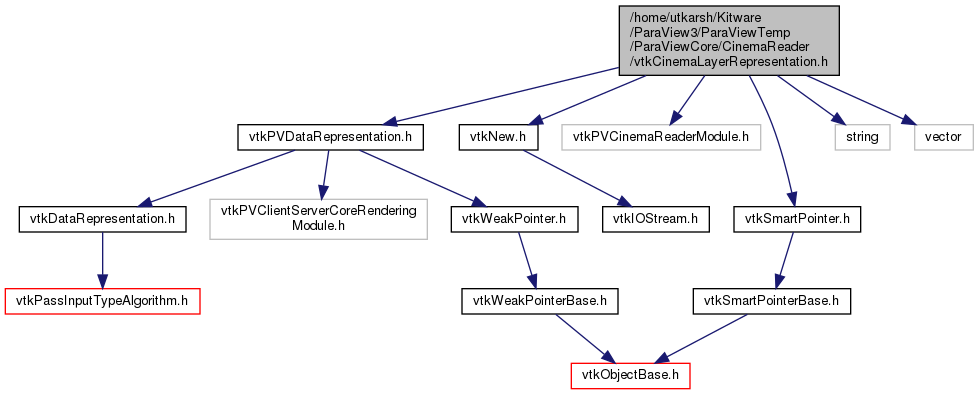 /home/utkarsh/Kitware
/ParaView3/ParaViewTemp
/ParaViewCore/CinemaReader
/vtkCinemaLayerRepresentation.h
vtkPVDataRepresentation.h
vtkNew.h
vtkPVCinemaReaderModule.h
string
vector
vtkDataRepresentation.h
vtkPVClientServerCoreRendering
Module.h
vtkWeakPointer.h
vtkIOStream.h
vtkSmartPointer.h
vtkPassInputTypeAlgorithm.h
vtkWeakPointerBase.h
vtkSmartPointerBase.h
vtkObjectBase.h